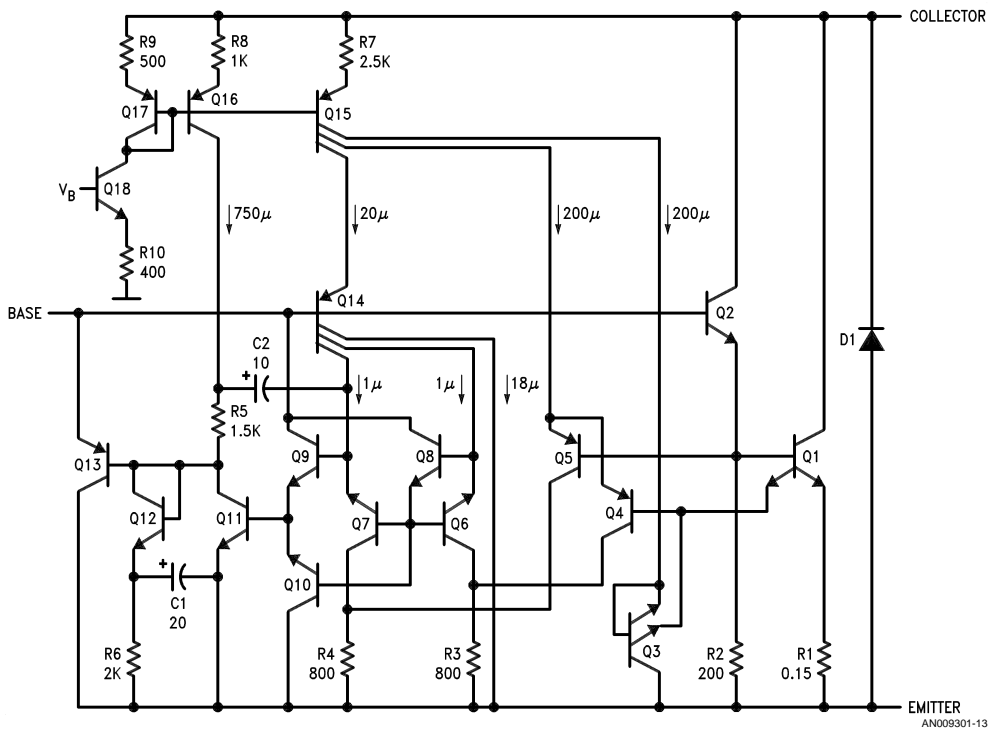 COLLECTOR
R9
500
R8
1K
R7
2.5K
Q17
Q16
Q15
VB
Q18
750μ
20μ
200μ
200μ
R10
400
BASE
Q14
Q2
C2
10
+
D1
1μ
1μ
18μ
R5
1.5K
Q13
Q9
Q8
Q5
Q1
Q12
Q11
Q7
Q6
Q4
+
C1
20
Q10
R6
2K
R4
800
R3
800
Q3
R2
200
R1
0.15
EMITTER
AN009301-13